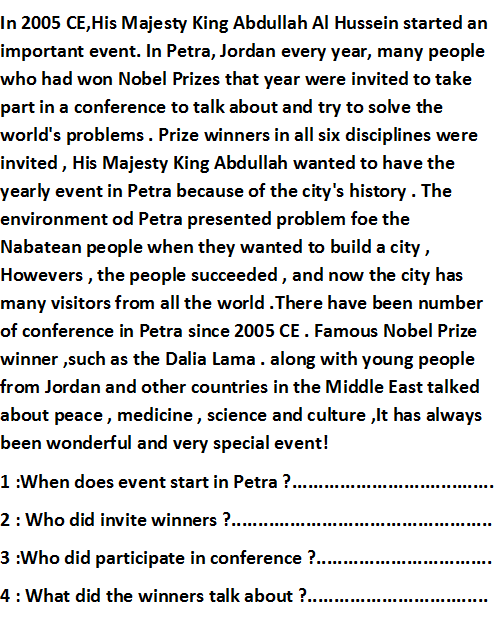 In 2005 CE,His Majesty King Abdullah Al Hussein started an
important event. In Petra, Jordan every year, many people
who had won Nobel Prizes that year were invited to take
part in a conference to talk about and try to solve the
world's problems . Prize winners in all six disciplines were
invited , His Majesty King Abdullah wanted to have the
yearly event in Petra because of the city's history . The
environment od Petra presented problem foe the
Nabatean people when they wanted to build a city ,
Howevers , the people succeeded , and now the city has
many visitors from all the world .There have been number
of conference in Petra since 2005 CE . Famous Nobel Prize
winner ,such as the Dalia Lama . along with young people
from Jordan and other countries in the Middle East talked
about peace , medicine , science and culture ,It has always
been wonderful and very special event!
1 :When does event start in Petra ?......................................
2 : Who did invite winners ?.................................................
3 :Who did participate in conference ?.................................
4 : What did the winners talk about ?..................................